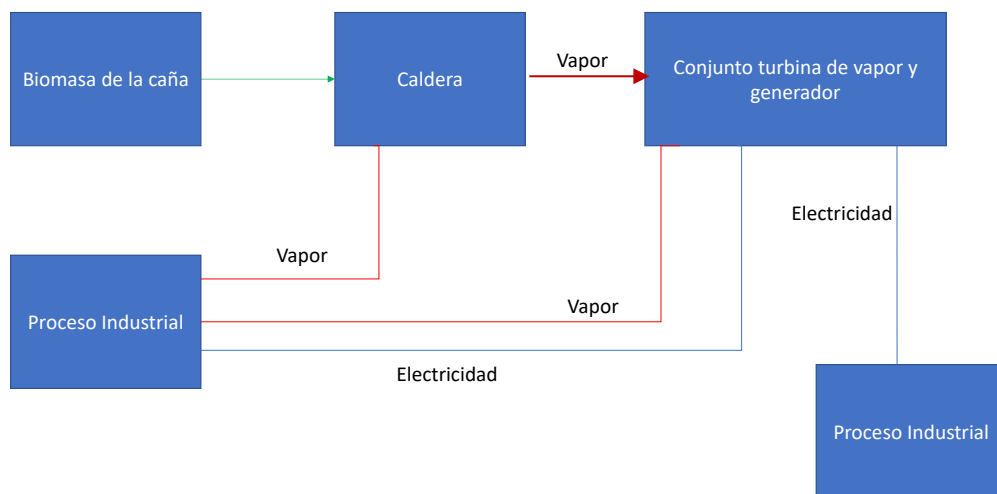 Biomasa de la caña
Caldera
Vapor
Conjunto turbina de vapor y
generador
Electricidad
Vapor
Proceso Industrial
Vapor
Electricidad
Proceso Industrial